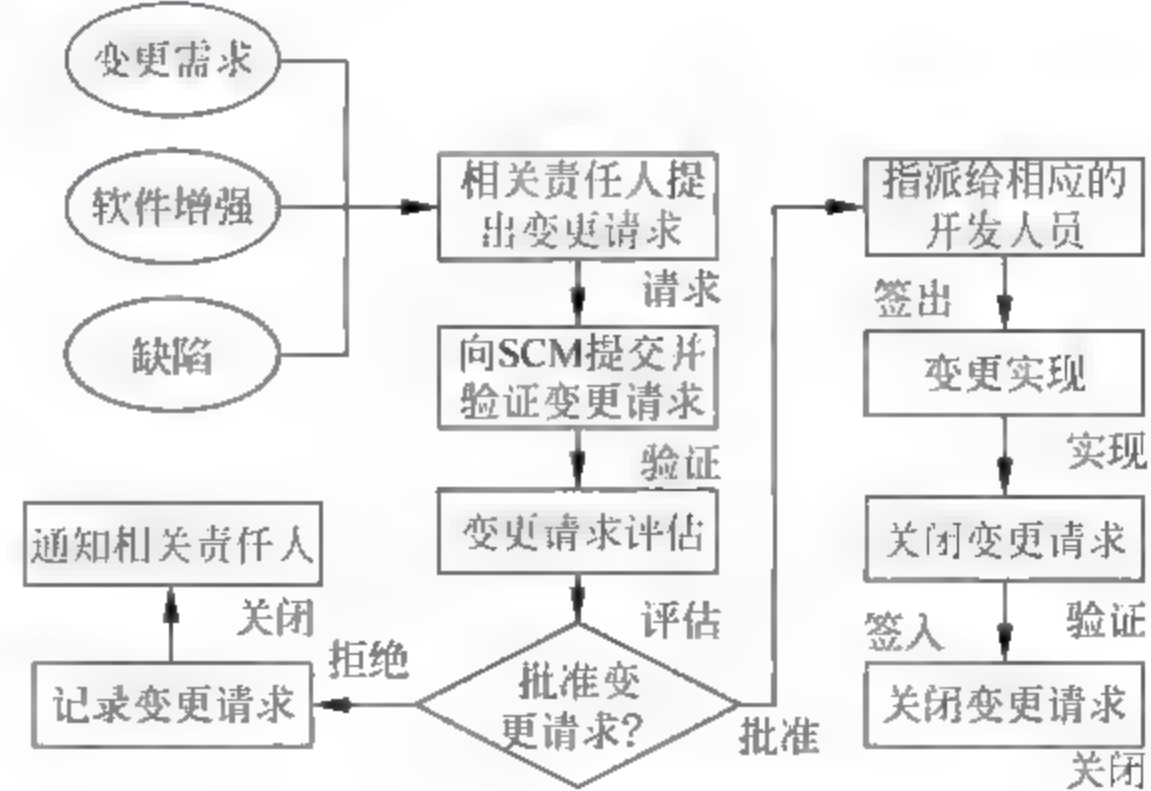 变更需求
软件增强
缺陷
相关责任人提
出变更请求
请求
向SCM提交并
验证变更请求
验证
变更请求评估
评估
批准变
更请求?
拒绝
记录变更请求
关闭
通知相关责任人
批准
指派给相应的
开发人员
签出
变更实现
实现
关闭变更请求
签入
验证
关闭变更请求
关闭